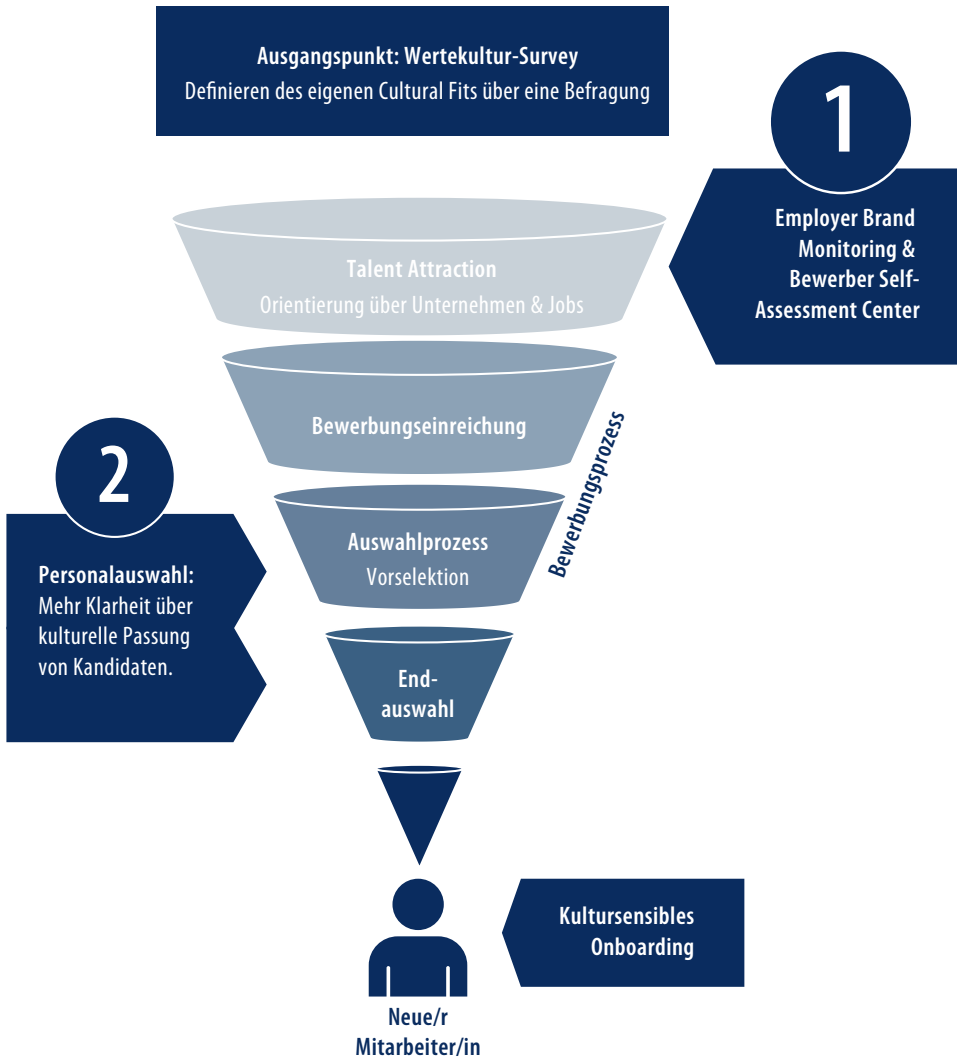 Ausgangspunkt: Wertekultur-Survey
Definieren des eigenen Cultural Fits über eine Befragung
1
Employer Brand
Monitoring &
Bewerber Self-
Assessment Center
Talent Attraction
Orientierung über Unternehmen & Jobs
Bewerbungseinreichung
Bewerbungsprozess
2
Personalauswahl:
Mehr Klarheit über
kulturelle Passung
von Kandidaten.
Auswahlprozess
Vorselektion
End-
auswahl
Kultursensibles
Onboarding
Neue/r
Mitarbeiter/in